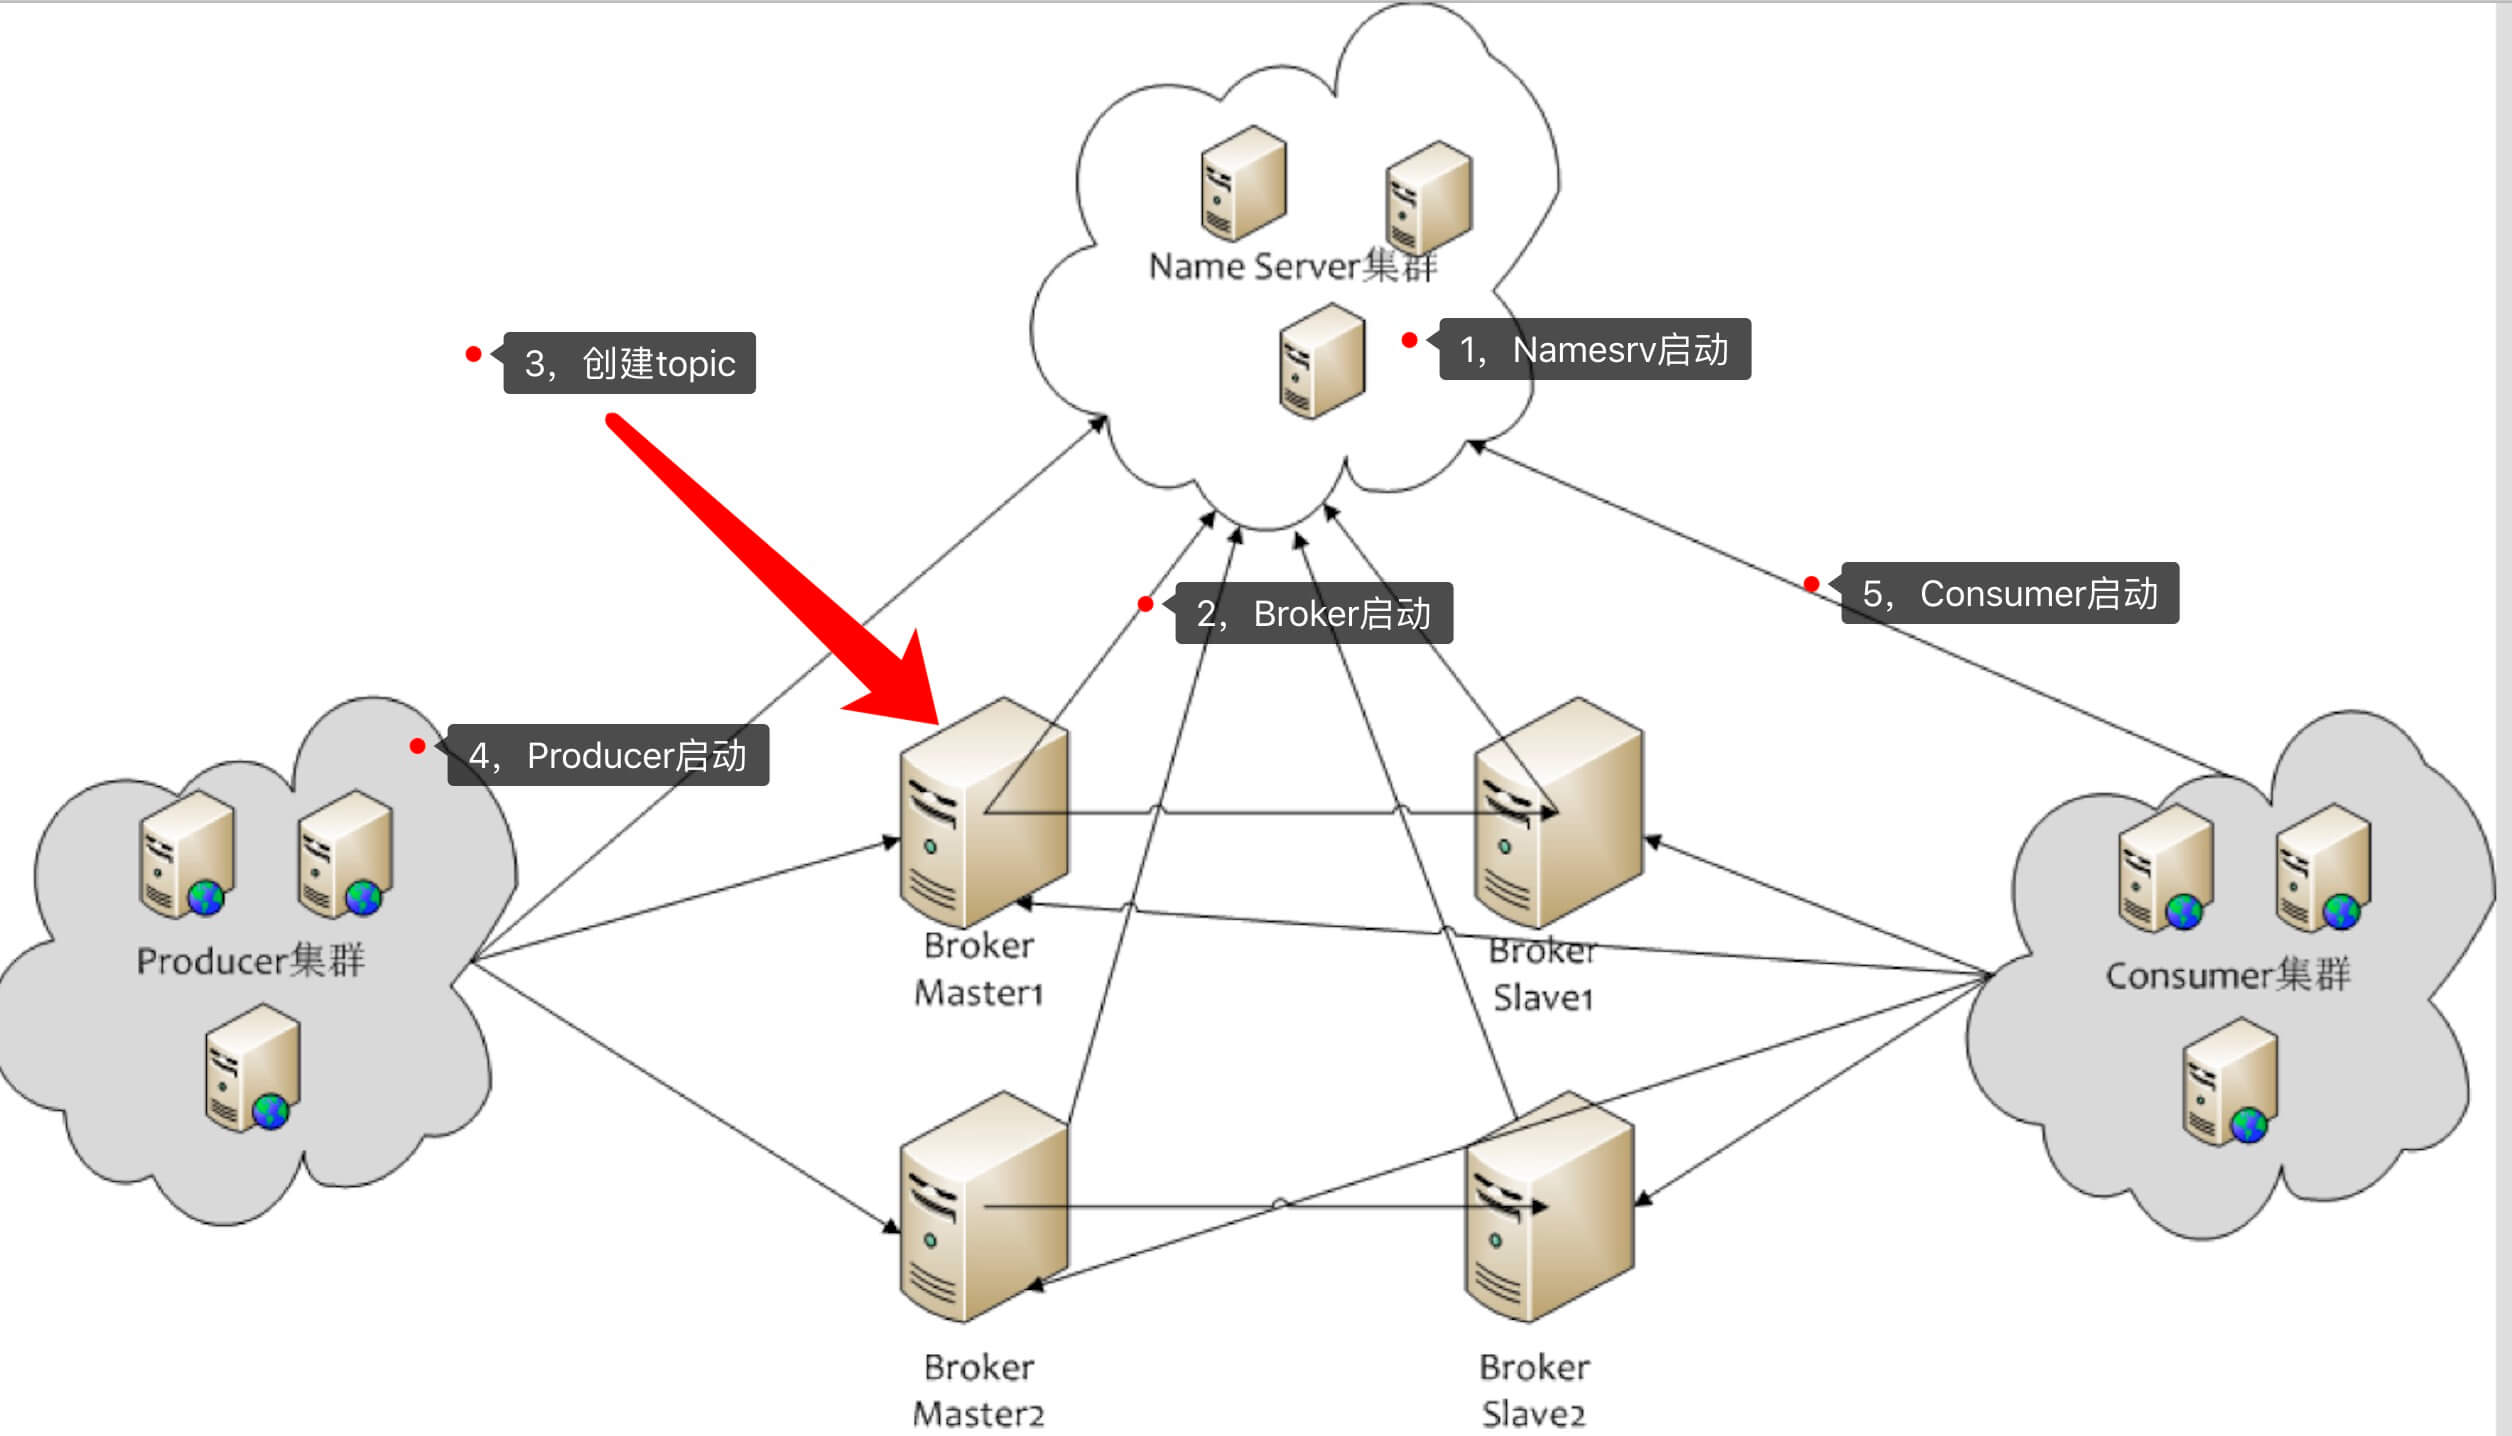 Name Server集群
1， Namesrv启动
3， 创建topic
2， Broker启动
5， Consumer启动
4， Producer启动
Producer集群
Broker
Master1
Broker
Slave1
Consumer集群
Broker
Master2
Broker
Slave2